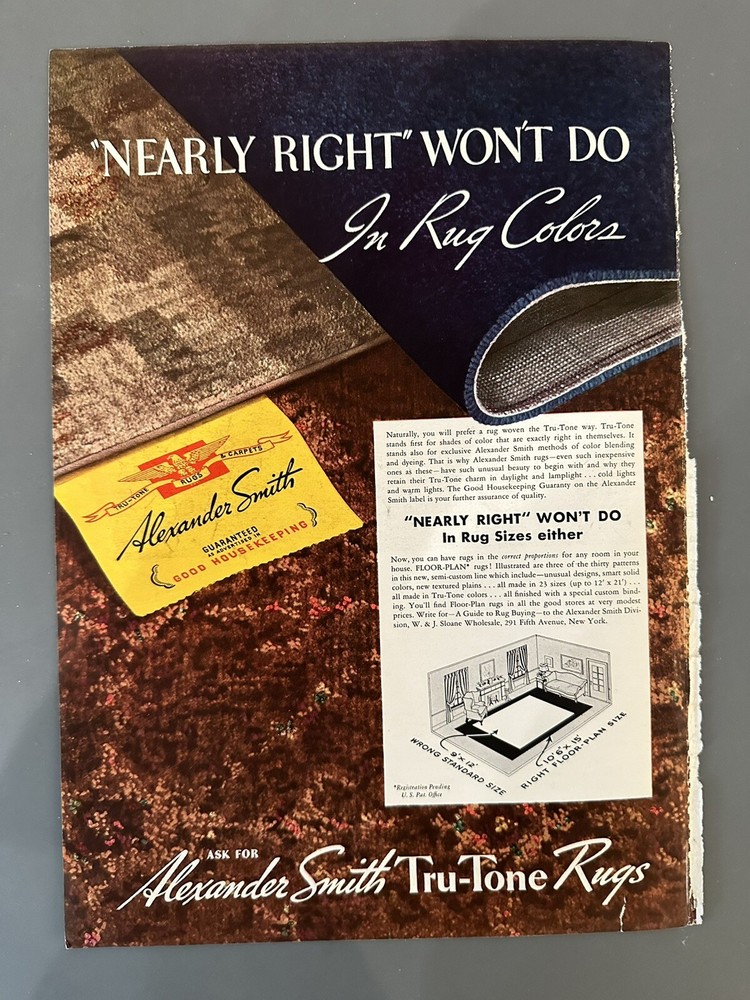 "NEARLY RIGHT" WON'T DO
In Rug Colors
TRU-TONE RUGS & CARPETS
Alexander Smith
GUARANTEED
AS ADVERTISED IN
GOOD HOUSEKEEPING
Naturally, you will prefer a rug woven the Tru-Tone way. Tru-Tone
stands first for shades of color that are exactly right in themselves. It
stands also for exclusive Alexander Smith methods of color blending
and dyeing. That is why Alexander Smith rugs—even such inexpensive
ones as these—have such unusual beauty to begin with and why they
retain their Tru-Tone charm in daylight and lamplight . . . cold lights
and warm lights. The Good Housekeeping Guaranty on the Alexander
Smith label is your further assurance of quality.
"NEARLY RIGHT" WON'T DO
In Rug Sizes either
Now, you can have rugs in the correct proportions for any room in your
house. FLOOR-PLAN* rugs! Illustrated are three of the thirty patterns
in this new, semi-custom line which include—unusual designs, smart solid
colors, new textured plains . . . all made in 23 sizes (up to 12' x 21') . . .
all made in Tru-Tone colors . . . all finished with a special custom bind-
ing. You'll find Floor-Plan rugs in all the good stores at very modest
prices. Write for—A Guide to Rug Buying—to the Alexander Smith Divi-
sion, W. & J. Sloane Wholesale, 291 Fifth Avenue, New York.
9' x 12'
WRONG STANDARD SIZE
10'6" x 15'
RIGHT FLOOR-PLAN SIZE
*Registration Pending
U. S. Pat. Office
ASK FOR
Alexander Smith Tru-Tone Rugs